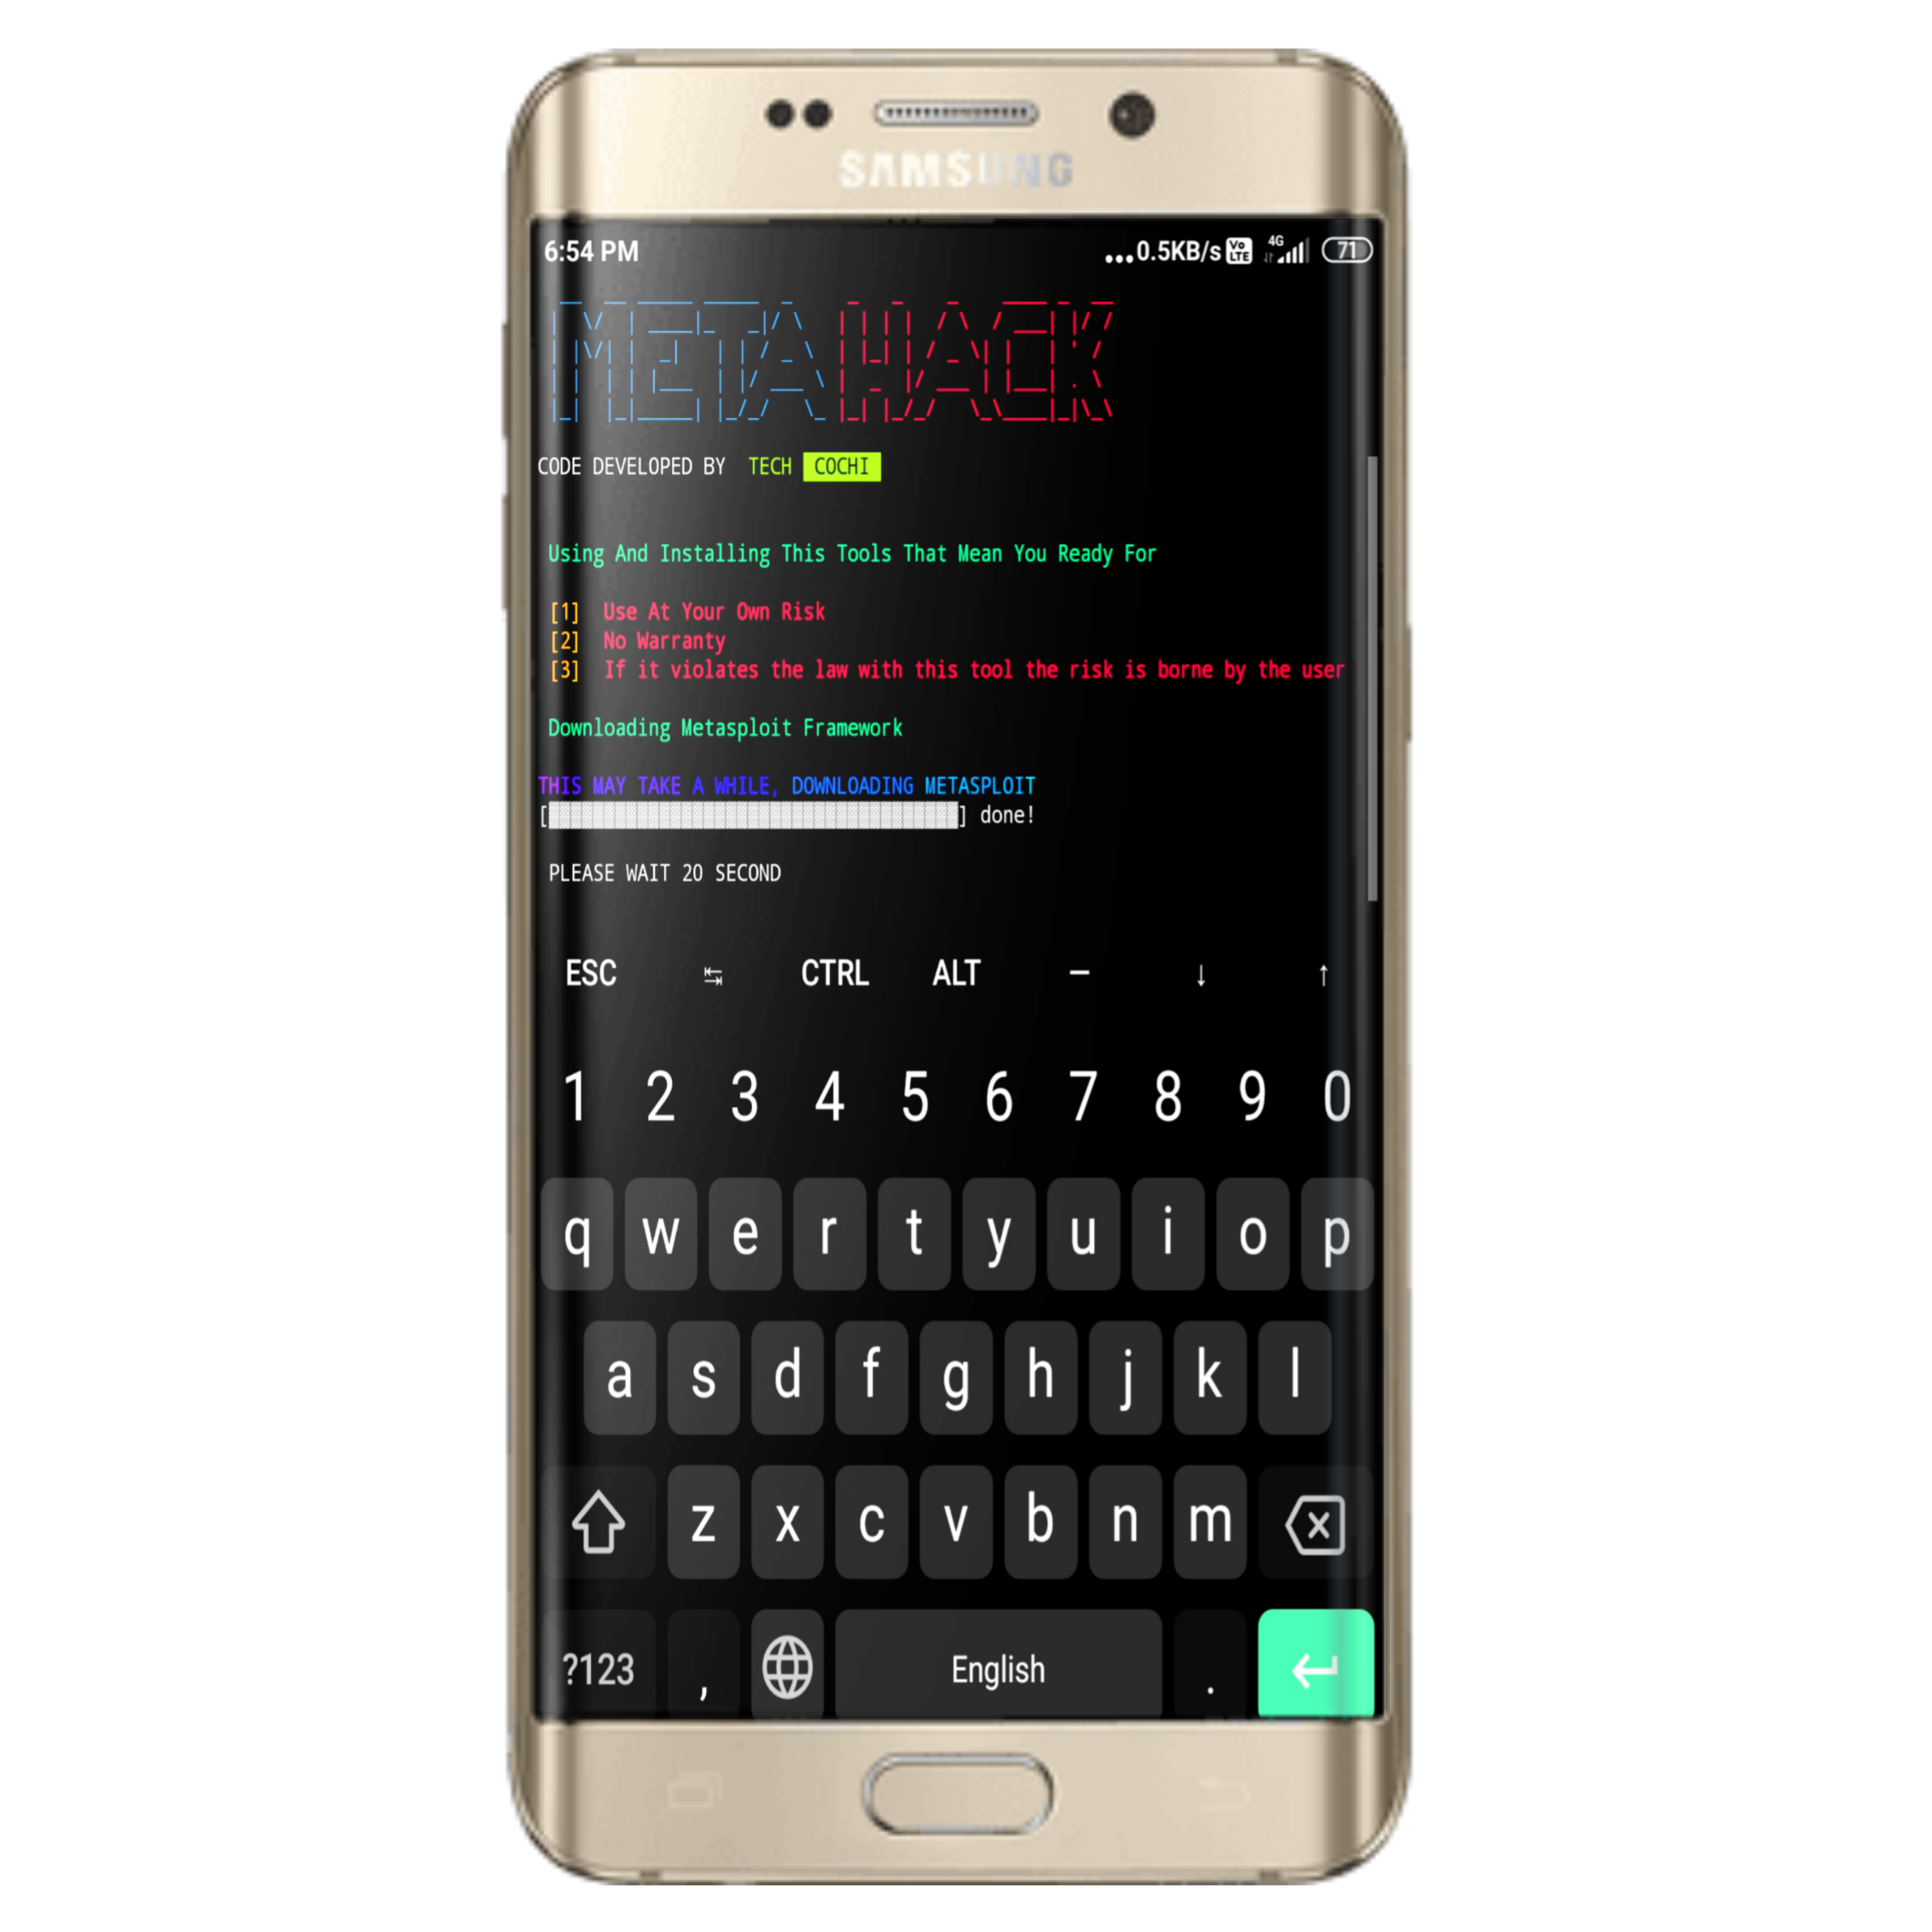 SAMSUNG
6:54 PM ...0.5KB/s Vo LTE 4G 71
META HACK
CODE DEVELOPED BY TECH COCHI
Using And Installing This Tools That Mean You Ready For
[1] Use At Your Own Risk
[2] No Warranty
[3] If it violates the law with this tool the risk is borne by the user
Downloading Metasploit Framework
THIS MAY TAKE A WHILE, DOWNLOADING METASPLOIT
[▒▒▒▒▒▒▒▒▒▒▒▒▒▒▒▒▒▒▒▒▒▒▒▒▒▒▒▒▒▒▒▒▒▒▒▒▒] done!
PLEASE WAIT 20 SECOND
ESC ↹ CTRL ALT — ↓ ↑
1 2 3 4 5 6 7 8 9 0
q w e r t y u i o p
a s d f g h j k l
z x c v b n m
?123 , English .